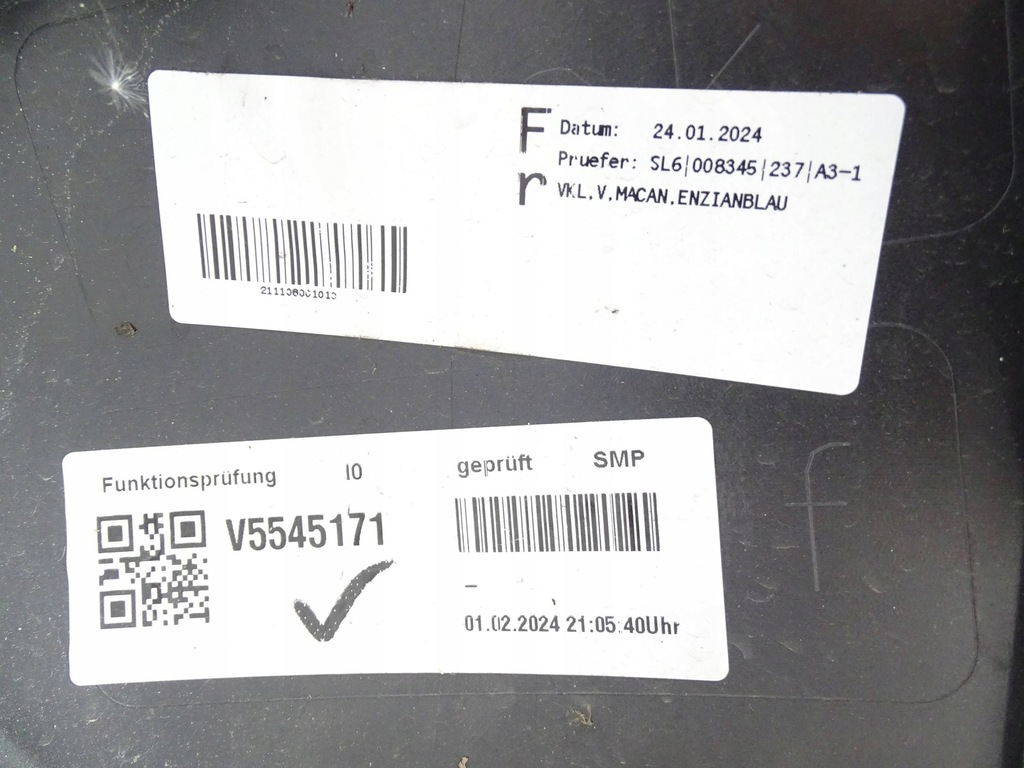 F
r
Datum: 24.01.2024
Pruefer: SL6|008345|237|A3-1
VKL.V.MACAN.ENZIANBLAU
Funktionsprüfung IO geprüft SMP
V5545171
-
01.02.2024 21:05:40Uhr
f